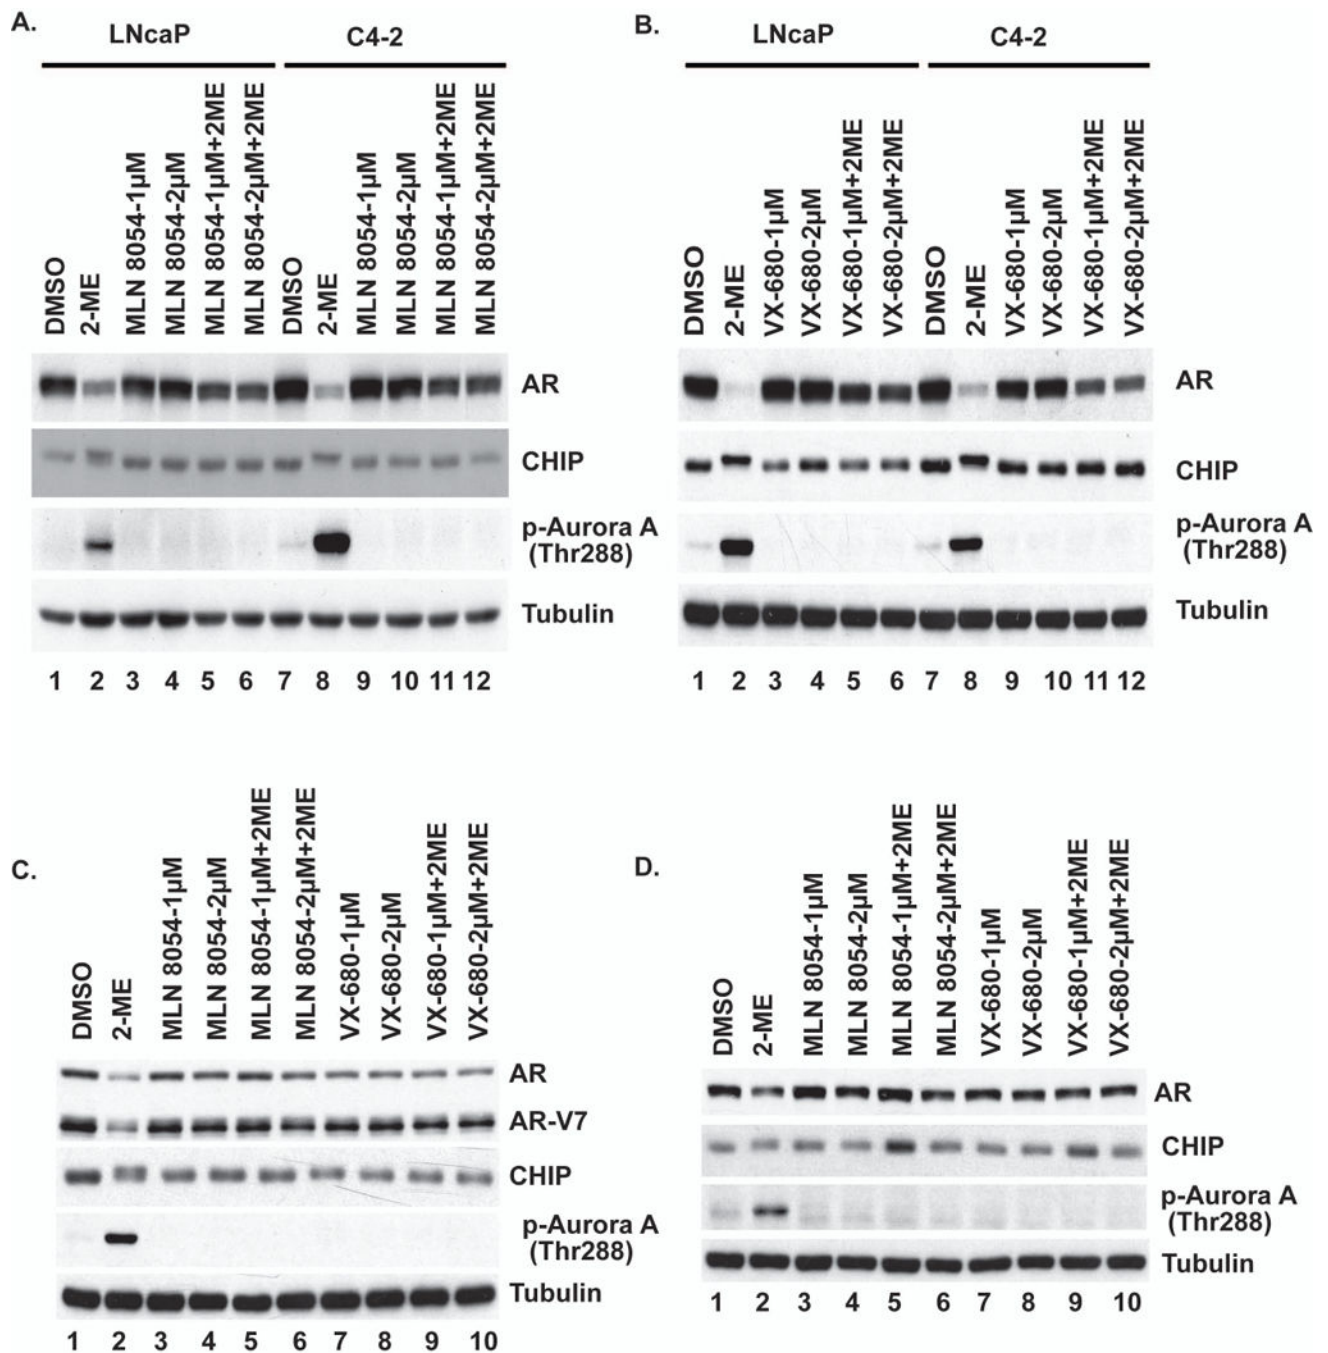 A.
LNcaP
C4-2
DMSO
2-ME
MLN 8054-1µM
MLN 8054-2µM
MLN 8054-1µM+2ME
MLN 8054-2µM+2ME
DMSO
2-ME
MLN 8054-1µM
MLN 8054-2µM
MLN 8054-1µM+2ME
MLN 8054-2µM+2ME
AR
CHIP
p-Aurora A
(Thr288)
Tubulin
1 2 3 4 5 6 7 8 9 10 11 12
B.
LNcaP
C4-2
DMSO
2-ME
VX-680-1µM
VX-680-2µM
VX-680-1µM+2ME
VX-680-2µM+2ME
DMSO
2-ME
VX-680-1µM
VX-680-2µM
VX-680-1µM+2ME
VX-680-2µM+2ME
AR
CHIP
p-Aurora A
(Thr288)
Tubulin
1 2 3 4 5 6 7 8 9 10 11 12
C.
DMSO
2-ME
MLN 8054-1µM
MLN 8054-2µM
MLN 8054-1µM+2ME
MLN 8054-2µM+2ME
VX-680-1µM
VX-680-2µM
VX-680-1µM+2ME
VX-680-2µM+2ME
AR
AR-V7
CHIP
p-Aurora A
(Thr288)
Tubulin
1 2 3 4 5 6 7 8 9 10
D.
DMSO
2-ME
MLN 8054-1µM
MLN 8054-2µM
MLN 8054-1µM+2ME
MLN 8054-2µM+2ME
VX-680-1µM
VX-680-2µM
VX-680-1µM+2ME
VX-680-2µM+2ME
AR
CHIP
p-Aurora A
(Thr288)
Tubulin
1 2 3 4 5 6 7 8 9 10